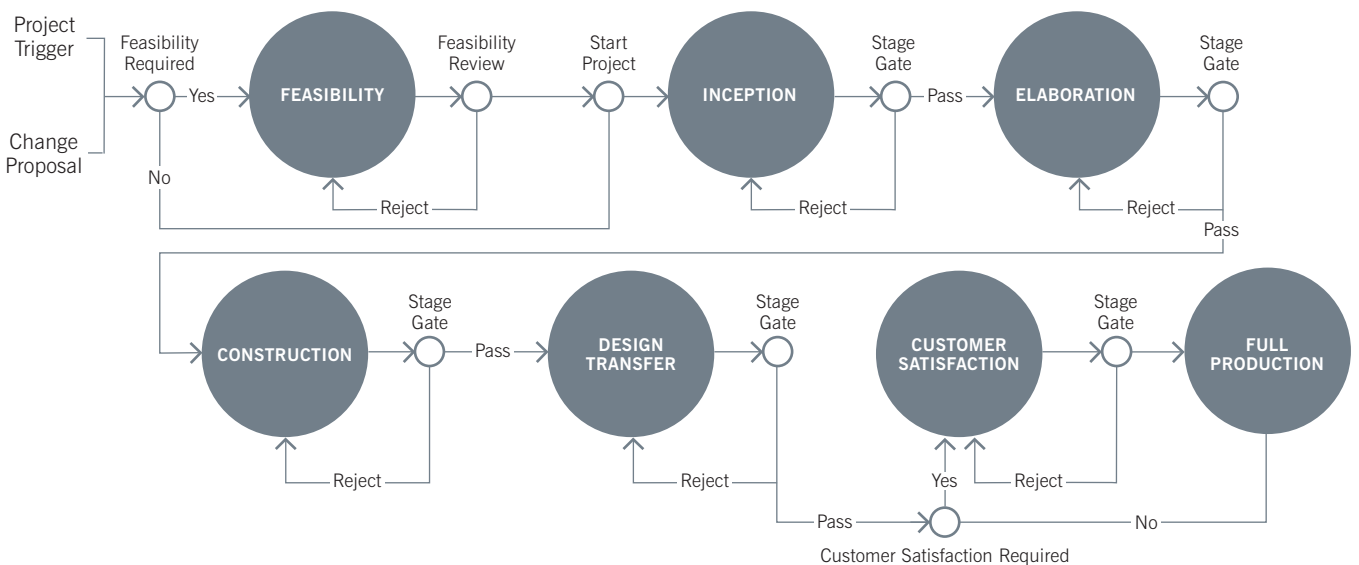 Project
Trigger
Change
Proposal
Feasibility
Required
Yes
No
FEASIBILITY
Feasibility
Review
Reject
Start
Project
INCEPTION
Stage
Gate
Reject
Pass
ELABORATION
Stage
Gate
Reject
Pass
CONSTRUCTION
Stage
Gate
Reject
Pass
DESIGN
TRANSFER
Stage
Gate
Reject
Pass
Customer Satisfaction Required
Yes
No
CUSTOMER
SATISFACTION
Stage
Gate
Reject
FULL
PRODUCTION